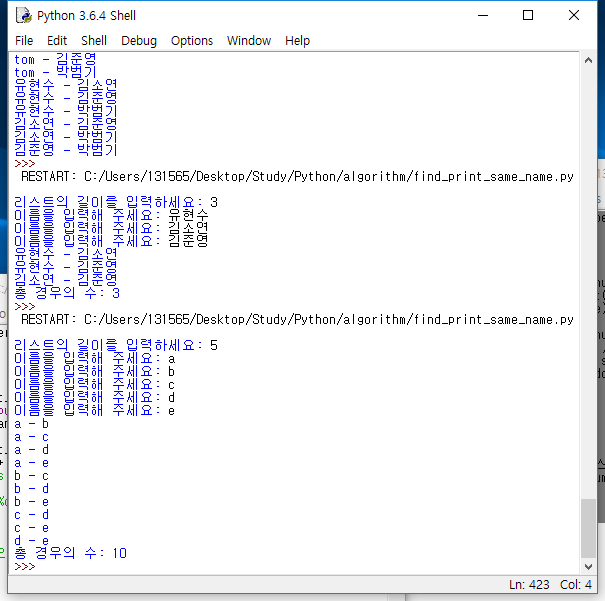 Python 3.6.4 Shell
File Edit Shell Debug Options Window Help
tom - 김준영
tom - 박범기
유현수 - 김소연
유현수 - 김준영
유현수 - 박범기
김소연 - 김준영
김소연 - 박범기
김준영 - 박범기
>>>
RESTART: C:/Users/131565/Desktop/Study/Python/algorithm/find_print_same_name.py
리스트의 길이를 입력하세요: 3
이름을 입력해 주세요: 유현수
이름을 입력해 주세요: 김소연
이름을 입력해 주세요: 김준영
유현수 - 김소연
유현수 - 김준영
김소연 - 김준영
총 경우의 수: 3
>>>
RESTART: C:/Users/131565/Desktop/Study/Python/algorithm/find_print_same_name.py
리스트의 길이를 입력하세요: 5
이름을 입력해 주세요: a
이름을 입력해 주세요: b
이름을 입력해 주세요: c
이름을 입력해 주세요: d
이름을 입력해 주세요: e
a - b
a - c
a - d
a - e
b - c
b - d
b - e
c - d
c - e
d - e
총 경우의 수: 10
>>>
Ln: 423 Col: 4